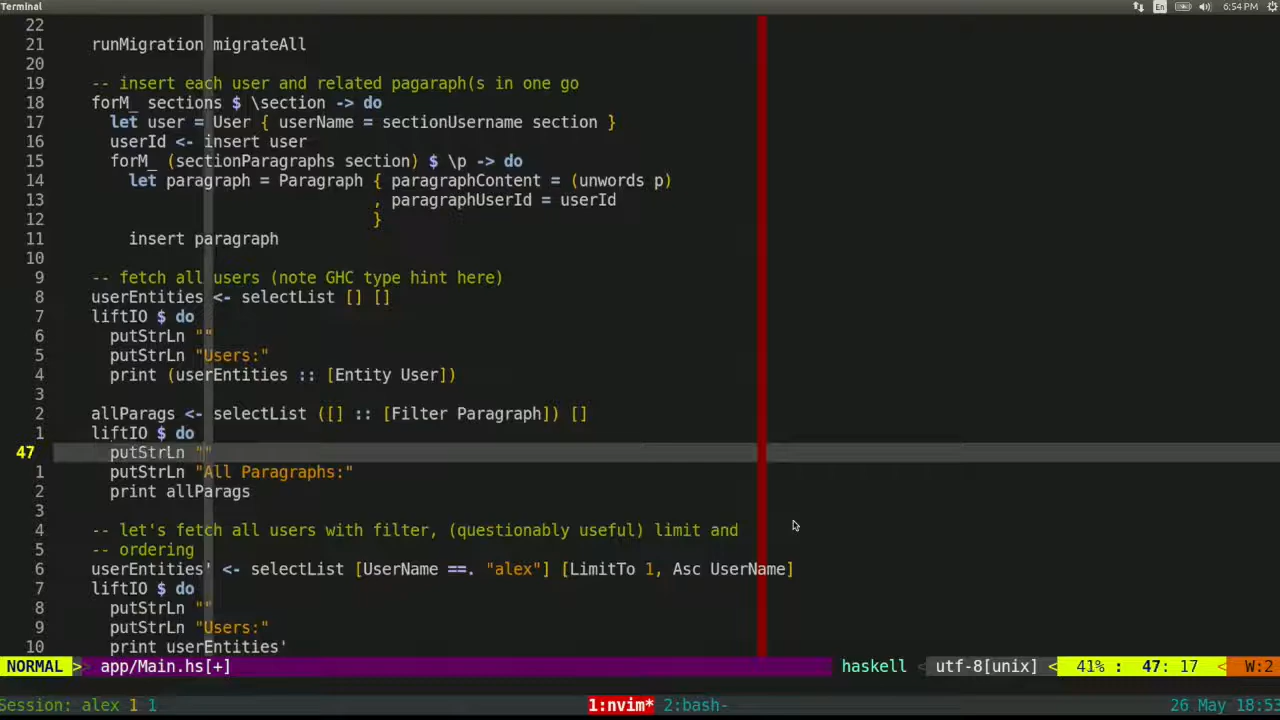 Terminal En 6:54 PM
22
21 runMigration migrateAll
20
19 -- insert each user and related pagaraph(s in one go
18 forM_ sections $ \section -> do
17 let user = User { userName = sectionUsername section }
16 userId <- insert user
15 forM_ (sectionParagraphs section) $ \p -> do
14 let paragraph = Paragraph { paragraphContent = (unwords p)
13 , paragraphUserId = userId
12 }
11 insert paragraph
10
9 -- fetch all users (note GHC type hint here)
8 userEntities <- selectList [] []
7 liftIO $ do
6 putStrLn ""
5 putStrLn "Users:"
4 print (userEntities :: [Entity User])
3
2 allParags <- selectList ([] :: [Filter Paragraph]) []
1 liftIO $ do
47 putStrLn ""
1 putStrLn "All Paragraphs:"
2 print allParags
3
4 -- let's fetch all users with filter, (questionably useful) limit and
5 -- ordering
6 userEntities' <- selectList [UserName ==. "alex"] [LimitTo 1, Asc UserName]
7 liftIO $ do
8 putStrLn ""
9 putStrLn "Users:"
10 print userEntities'
NORMAL >> app/Main.hs[+] haskell < utf-8[unix] < 41% : 47: 17 < W:2
Session: alex 1 1 1:nvim* 2:bash- 26 May 18:53